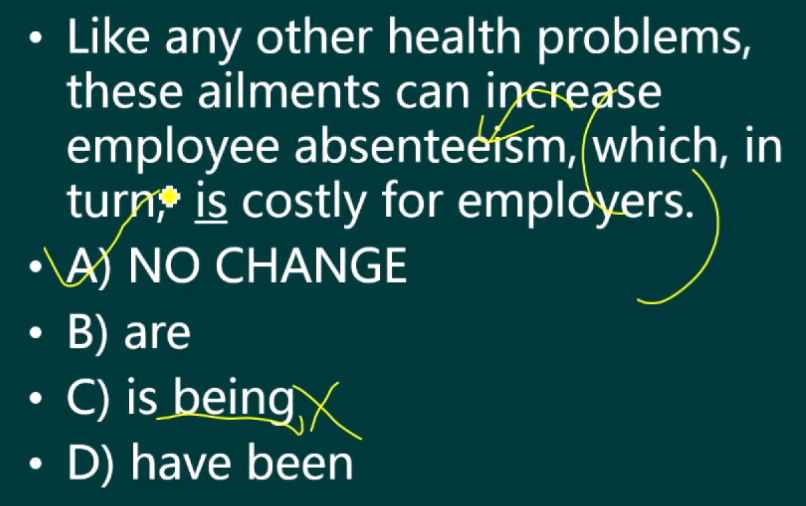 • Like any other health problems,
these ailments can increase
employee absenteeism, which, in
turn, is costly for employers.
• A) NO CHANGE
• B) are
• C) is being
• D) have been